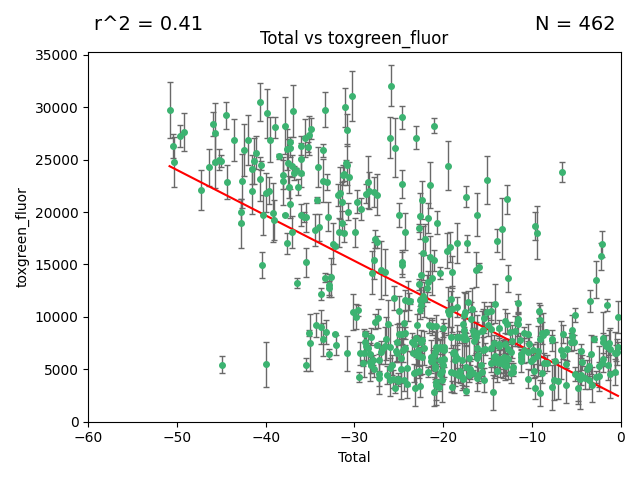 r^2 = 0.41 N = 462
Total vs toxgreen_fluor
35000
30000
25000
20000
15000
10000
5000
0
toxgreen_fluor
−60 −50 −40 −30 −20 −10 0
Total